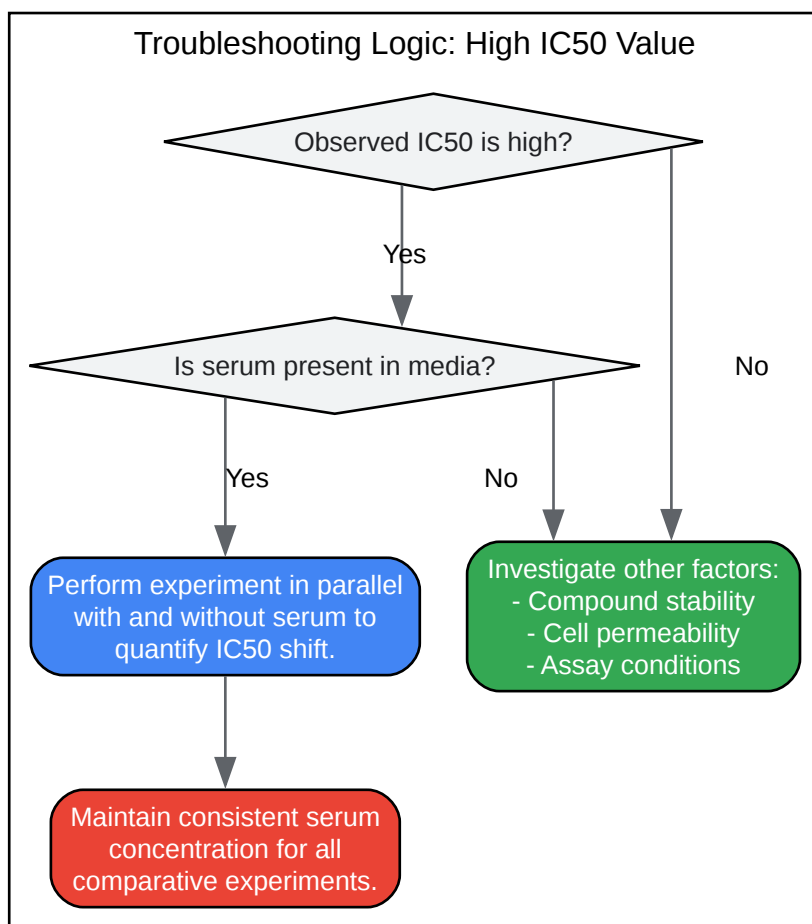 Troubleshooting Logic: High IC50 Value
Observed IC50 is high?
Yes
Is serum present in media?
No
Yes
No
Perform experiment in parallel
with and without serum to
quantify IC50 shift.
Investigate other factors:
- Compound stability
- Cell permeability
- Assay conditions
Maintain consistent serum
concentration for all
comparative experiments.